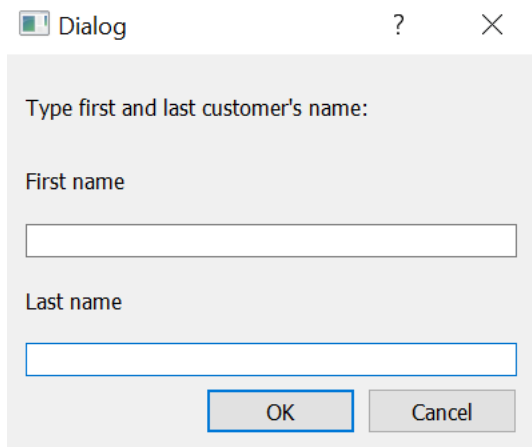 Dialog ?
Type first and last customer's name:
First name
Last name
OK Cancel